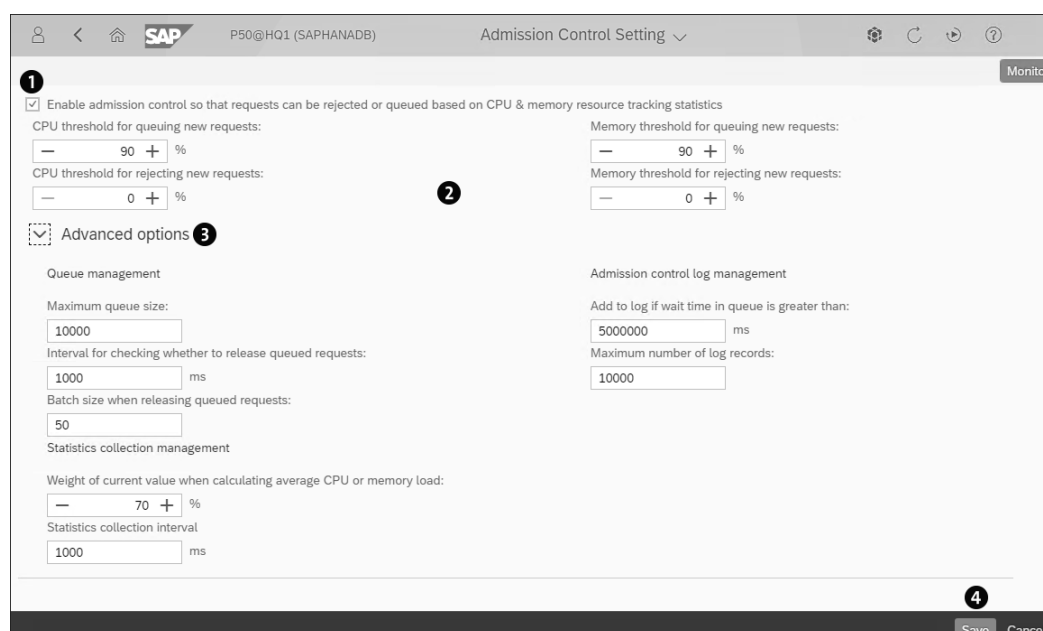 SAP P50@HQ1 (SAPHANADB) Admission Control Setting
Monito
1
Enable admission control so that requests can be rejected or queued based on CPU & memory resource tracking statistics
CPU threshold for queuing new requests: Memory threshold for queuing new requests:
90 % 90 %
CPU threshold for rejecting new requests: Memory threshold for rejecting new requests:
0 % 2 0 %
Advanced options 3
Queue management Admission control log management
Maximum queue size: Add to log if wait time in queue is greater than:
10000 5000000 ms
Interval for checking whether to release queued requests: Maximum number of log records:
1000 ms 10000
Batch size when releasing queued requests:
50
Statistics collection management
Weight of current value when calculating average CPU or memory load:
70 %
Statistics collection interval
1000 ms
4
Save Cance